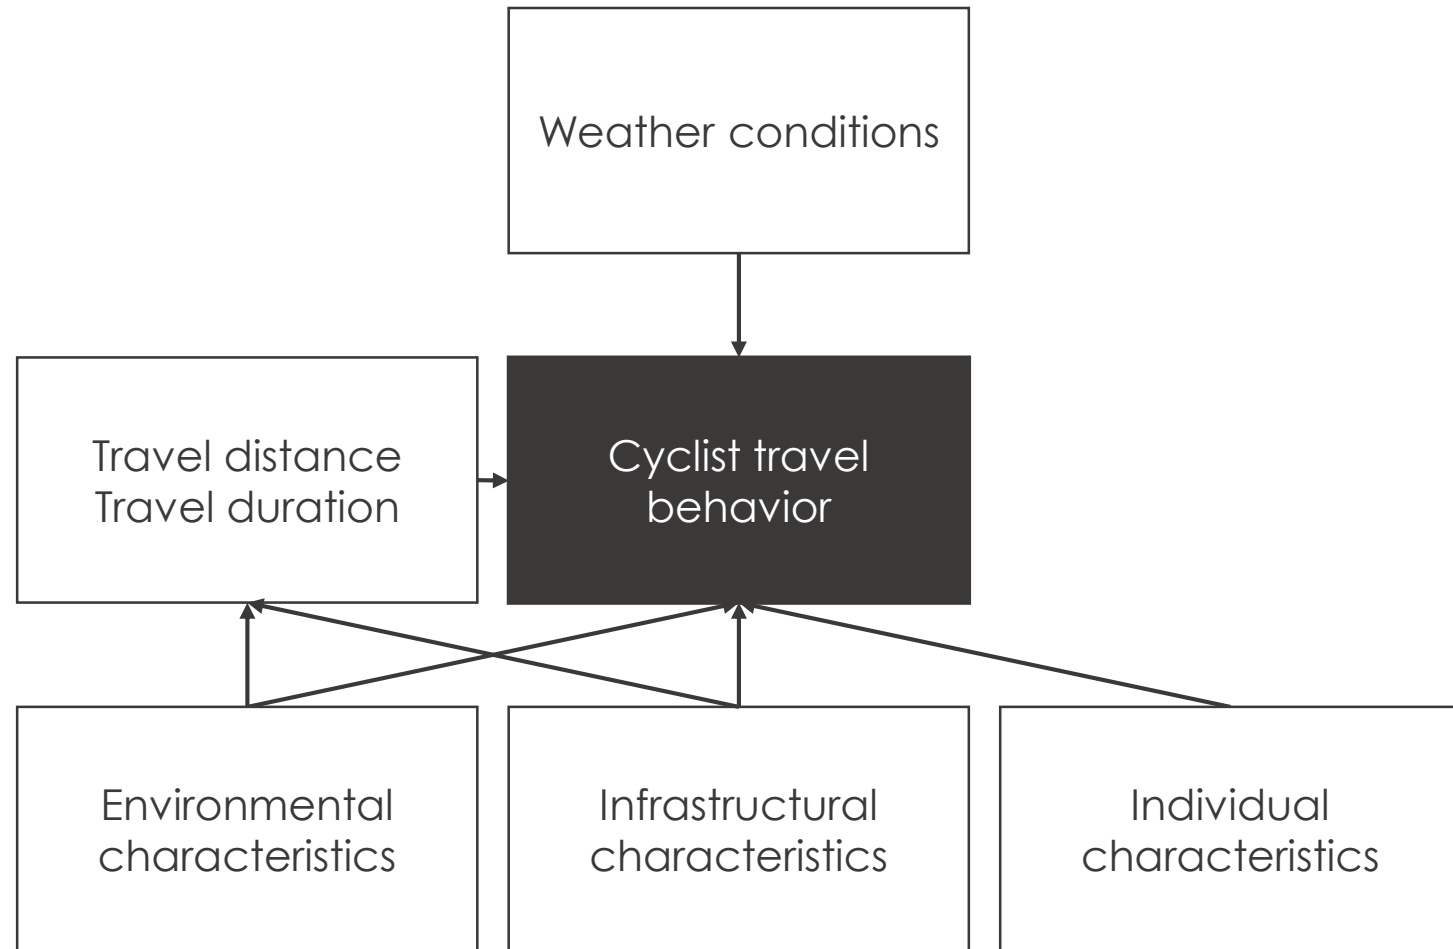 Weather conditions
Travel distance
Travel duration
Cyclist travel
behavior
Environmental
characteristics
Infrastructural
characteristics
Individual
characteristics